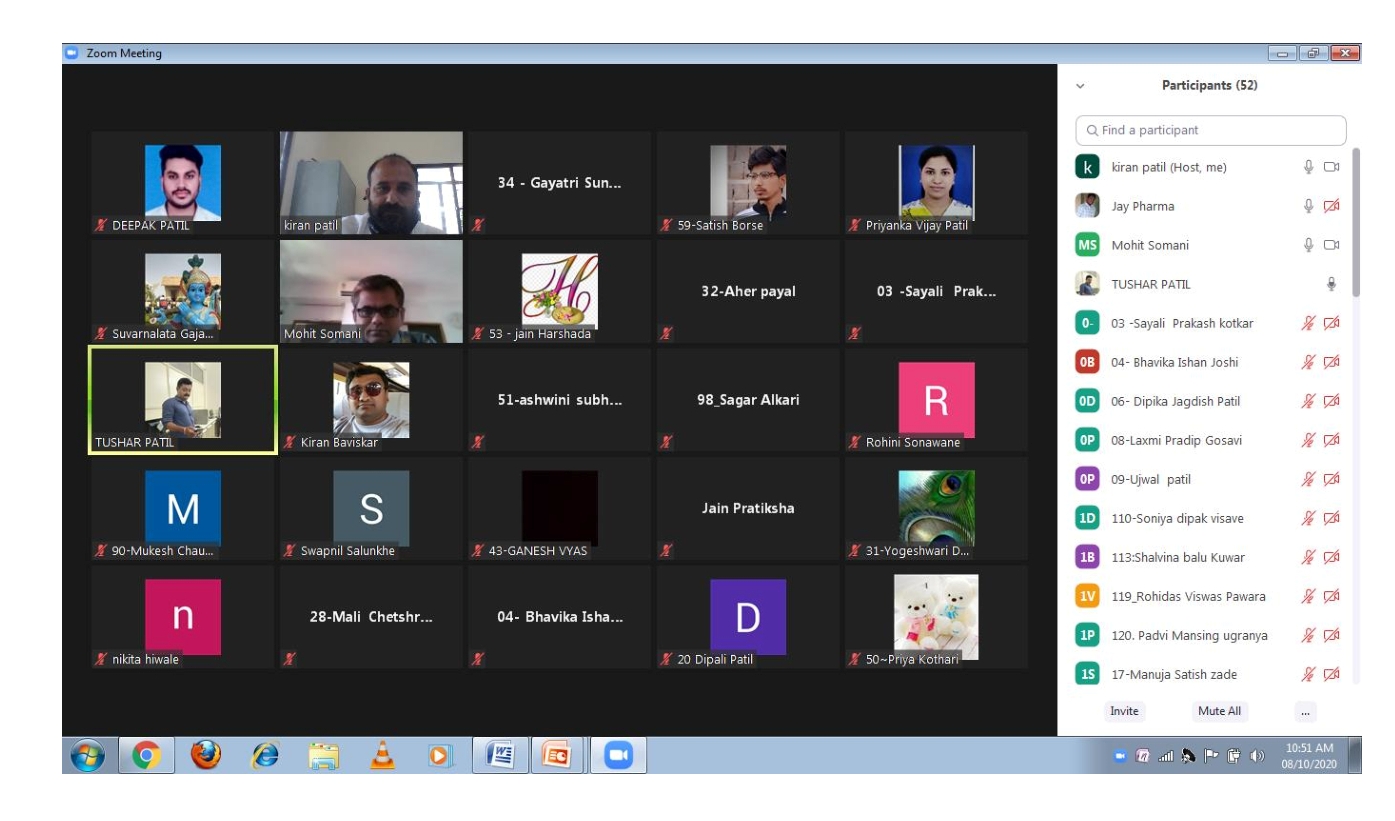 Zoom Meeting
DEEPAK PATIL
kiran patil
34 - Gayatri Sun...
59-Satish Borse
Priyanka Vijay Patil
Suvarnalata Gaja...
Mohit Somani
H
53 - jain Harshada
32-Aher payal
03 -Sayali Prak...
TUSHAR PATIL
Kiran Baviskar
51-ashwini subh...
98_Sagar Alkari
R
Rohini Sonawane
M
90-Mukesh Chau...
S
Swapnil Salunkhe
43-GANESH VYAS
Jain Pratiksha
31-Yogeshwari D...
n
nikita hiwale
28-Mali Chetshr...
04- Bhavika Isha...
D
20 Dipali Patil
50~Priya Kothari
Participants (52)
Find a participant
k kiran patil (Host, me)
Jay Pharma
MS Mohit Somani
TUSHAR PATIL
0- 03 -Sayali Prakash kotkar
0B 04- Bhavika Ishan Joshi
0D 06- Dipika Jagdish Patil
0P 08-Laxmi Pradip Gosavi
0P 09-Ujwal patil
1D 110-Soniya dipak visave
1B 113:Shalvina balu Kuwar
1V 119_Rohidas Viswas Pawara
1P 120. Padvi Mansing ugranya
1S 17-Manuja Satish zade
Invite Mute All ...
10:51 AM
08/10/2020